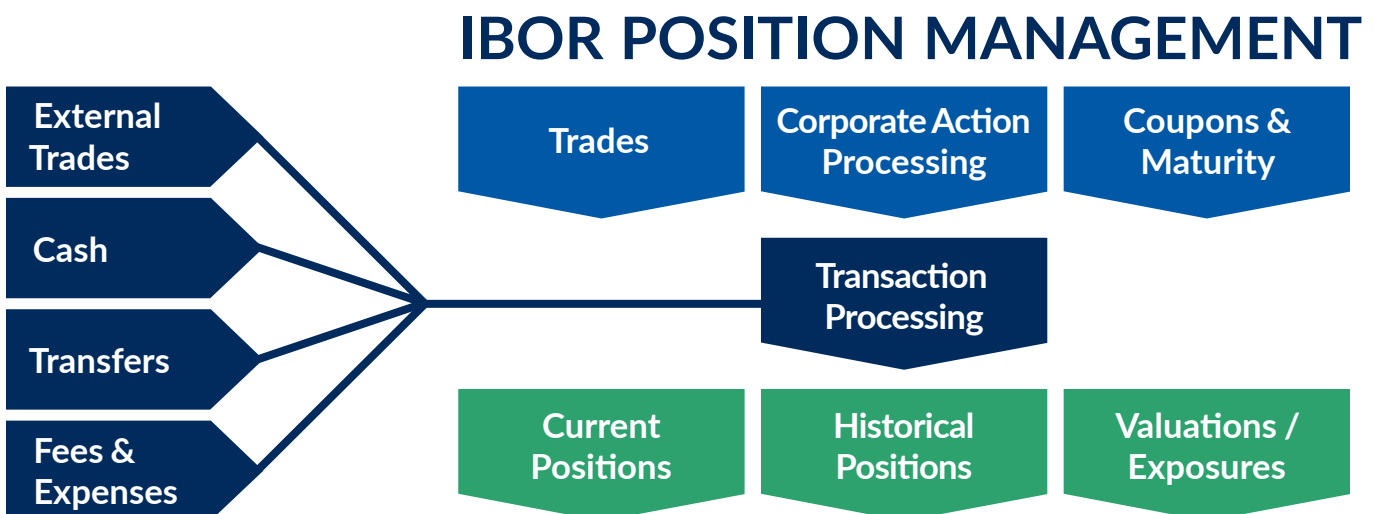 IBOR POSITION MANAGEMENT
External
Trades
Cash
Transfers
Fees &
Expenses
Trades
Corporate Action
Processing
Coupons &
Maturity
Transaction
Processing
Current
Positions
Historical
Positions
Valuations /
Exposures